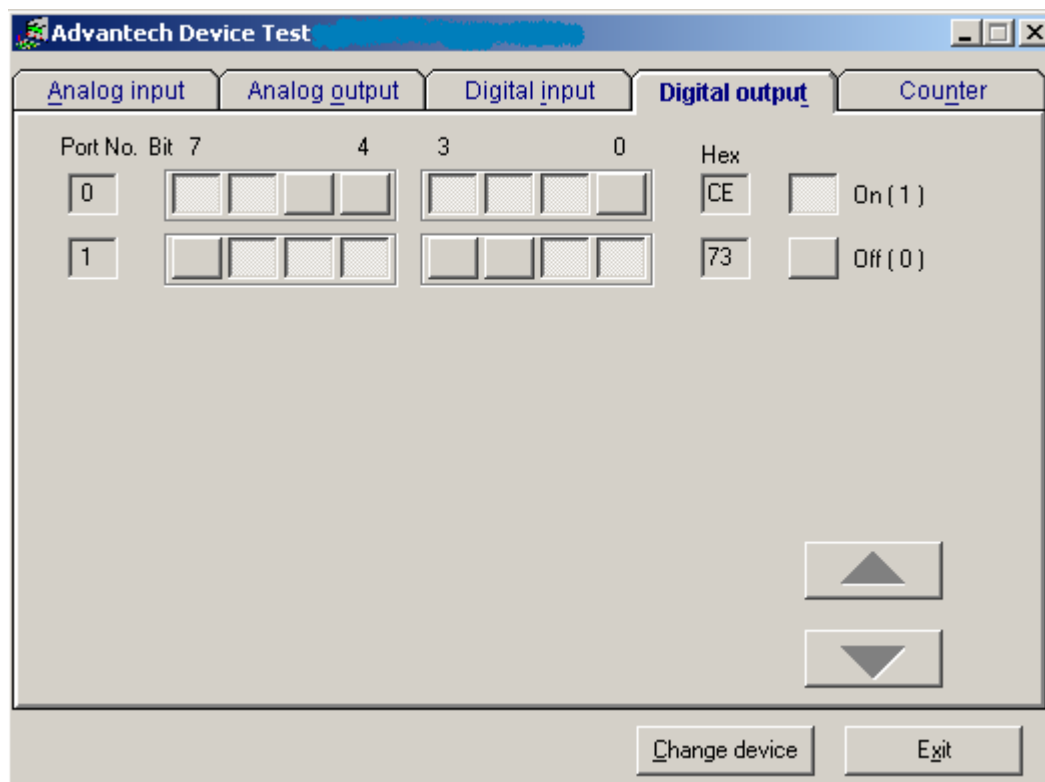 Advantech Device Test
Analog input Analog output Digital input Digital output Counter
Port No. Bit 7 4 3 0 Hex
0 CE On ( 1 )
1 73 Off ( 0 )
Change device Exit